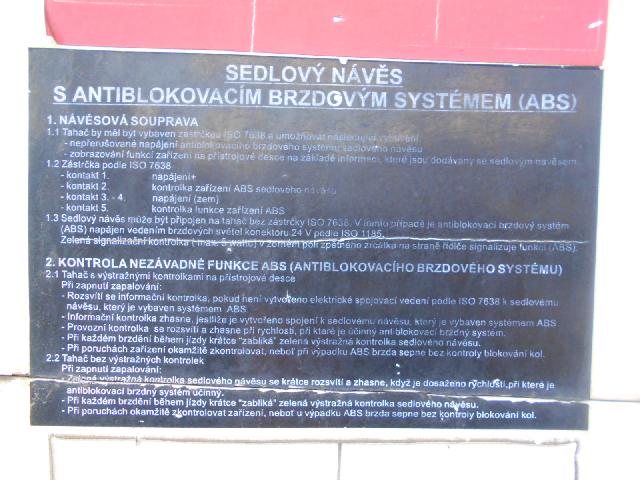 SEDLOVÝ NÁVĚS
S ANTIBLOKOVACÍM BRZDOVÝM SYSTÉMEM (ABS)
1. NÁVĚSOVÁ SOUPRAVA
1.1 Tahač by měl být vybaven zástrčkou ISO 7638 a umožňovat následující vybavení
- nepřerušované napájení antiblokovacího brzdového systému sedlového návěsu
- zobrazování funkcí zařízení na přístrojové desce na základě informací, které jsou dodávány se sedlovým návěsem
1.2 Zástrčka podle ISO 7638
- kontakt 1. napájení+
- kontakt 2. kontrolka zařízení ABS sedlového návěsu
- kontakt 3. - 4. napájení (zem)
- kontakt 5. kontrolka funkce zařízení ABS
1.3 Sedlový návěs může být připojen na tahač bez zástrčky ISO 7638. V tomto případě je antiblokovací brzdový systém
(ABS) napájen vedením brzdových světel konektorů 24 V podle ISO 1185.
Zelená signalizační kontrolka (max. 5 wattů) v zorném poli zpětného zrcátka na straně řidiče signalizuje funkci (ABS).
2. KONTROLA NEZÁVADNÉ FUNKCE ABS (ANTIBLOKOVACÍHO BRZDOVÉHO SYSTÉMU)
2.1 Tahač s výstražnými kontrolkami na přístrojové desce
Při zapnutí zapalování:
- Rozsvítí se informační kontrolka, pokud není vytvořeno elektrické spojovací vedení podle ISO 7638 k sedlovému
návěsu, který je vybaven systémem ABS.
- Informační kontrolka zhasne, jestliže je vytvořeno spojení k sedlovému návěsu, který je vybaven systémem ABS
- Provozní kontrolka se rozsvítí a zhasne při rychlosti, při které je účinný antiblokovací brzdný systém.
- Při každém brzdění během jízdy krátce "zabliká" zelená výstražná kontrolka sedlového návěsu.
- Při poruchách zařízení okamžitě zkontrolovat, neboť při výpadku ABS brzda sepne bez kontroly blokování kol.
2.2 Tahač bez výstražných kontrolek
Při zapnutí zapalování:
- Zelená výstražná kontrolka sedlového návěsu se krátce rozsvítí a zhasne, když je dosaženo rychlosti, při které je
antiblokovací brzdný systém účinný.
- Při každém brzdění během jízdy krátce "zabliká" zelená výstražná kontrolka sedlového návěsu.
- Při poruchách okamžitě zkontrolovat zařízení, neboť u výpadku ABS brzda sepne bez kontroly blokování kol.